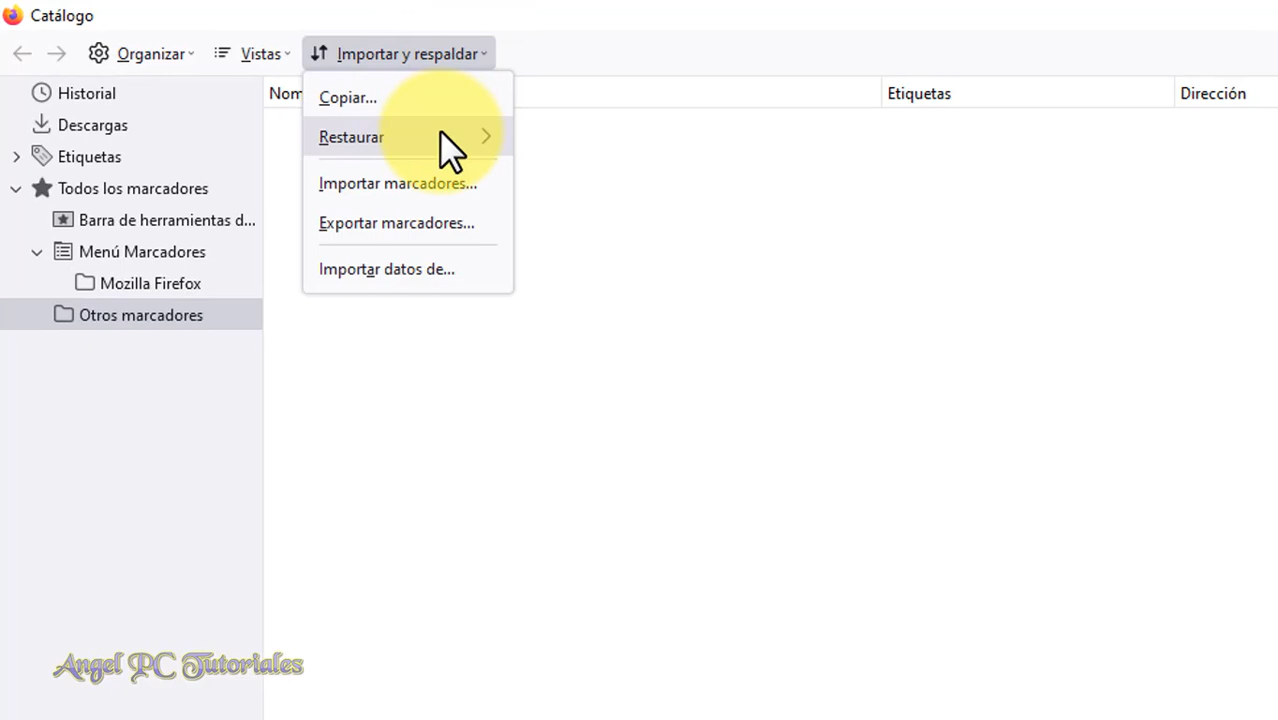 Catálogo
Organizar
Vistas
Importar y respaldar
Historial
Descargas
Etiquetas
Todos los marcadores
Barra de herramientas d...
Menú Marcadores
Mozilla Firefox
Otros marcadores
Copiar...
Restaurar
Importar marcadores...
Exportar marcadores...
Importar datos de...
Nom
Etiquetas
Dirección
Angel PC Tutoriales